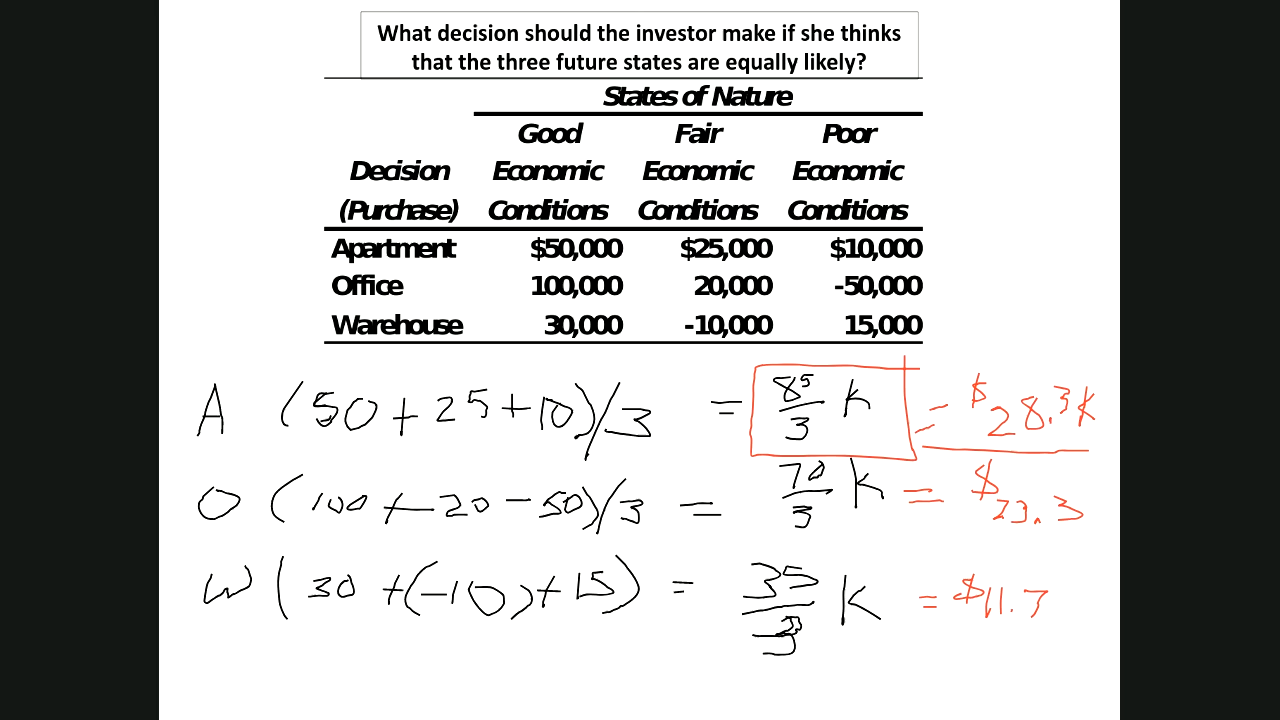 What decision should the investor make if she thinks
that the three future states are equally likely?
States of Nature
Good Fair Poor
Decision Economic Economic Economic
(Purchase) Conditions Conditions Conditions
Apartment $50,000 $25,000 $10,000
Office 100,000 20,000 -50,000
Warehouse 30,000 -10,000 15,000
A (50+25+10)/3 = 85/3 K = $28.3K
O (100+20-50)/3 = 70/3 K = $23.3
W (30+(-10)+15) = 35/3 K = $11.7